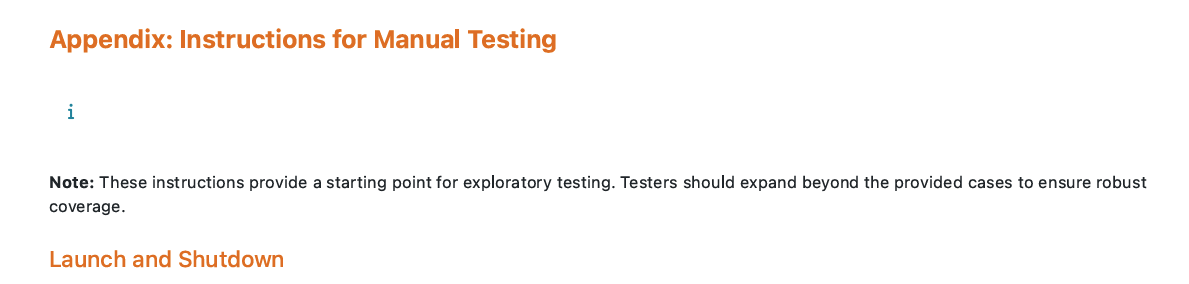 Appendix: Instructions for Manual Testing
i
Note: These instructions provide a starting point for exploratory testing. Testers should expand beyond the provided cases to ensure robust
coverage.
Launch and Shutdown